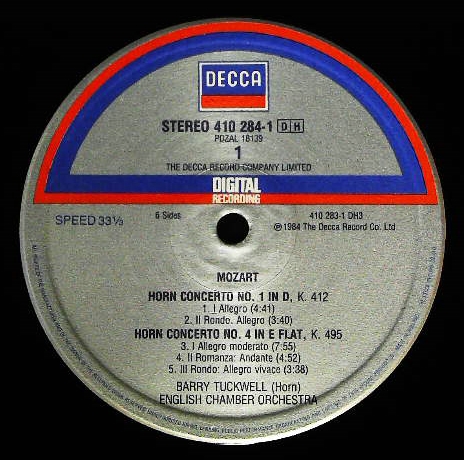 DECCA
STEREO 410 284-1 DH
PDZAL 18139
1
THE DECCA RECORD COMPANY LIMITED
DIGITAL
RECORDING
SPEED 33⅓
6 Sides
410 283-1 DH3
℗1984 The Decca Record Co. Ltd
MOZART
HORN CONCERTO NO. 1 IN D, K. 412
1. I Allegro (4:41)
2. II Rondo. Allegro (3:40)
HORN CONCERTO NO. 4 IN E FLAT, K. 495
3. I Allegro moderato (7:55)
4. II Romanza: Andante (4:52)
5. III Rondo: Allegro vivace (3:38)
BARRY TUCKWELL (Horn)
ENGLISH CHAMBER ORCHESTRA